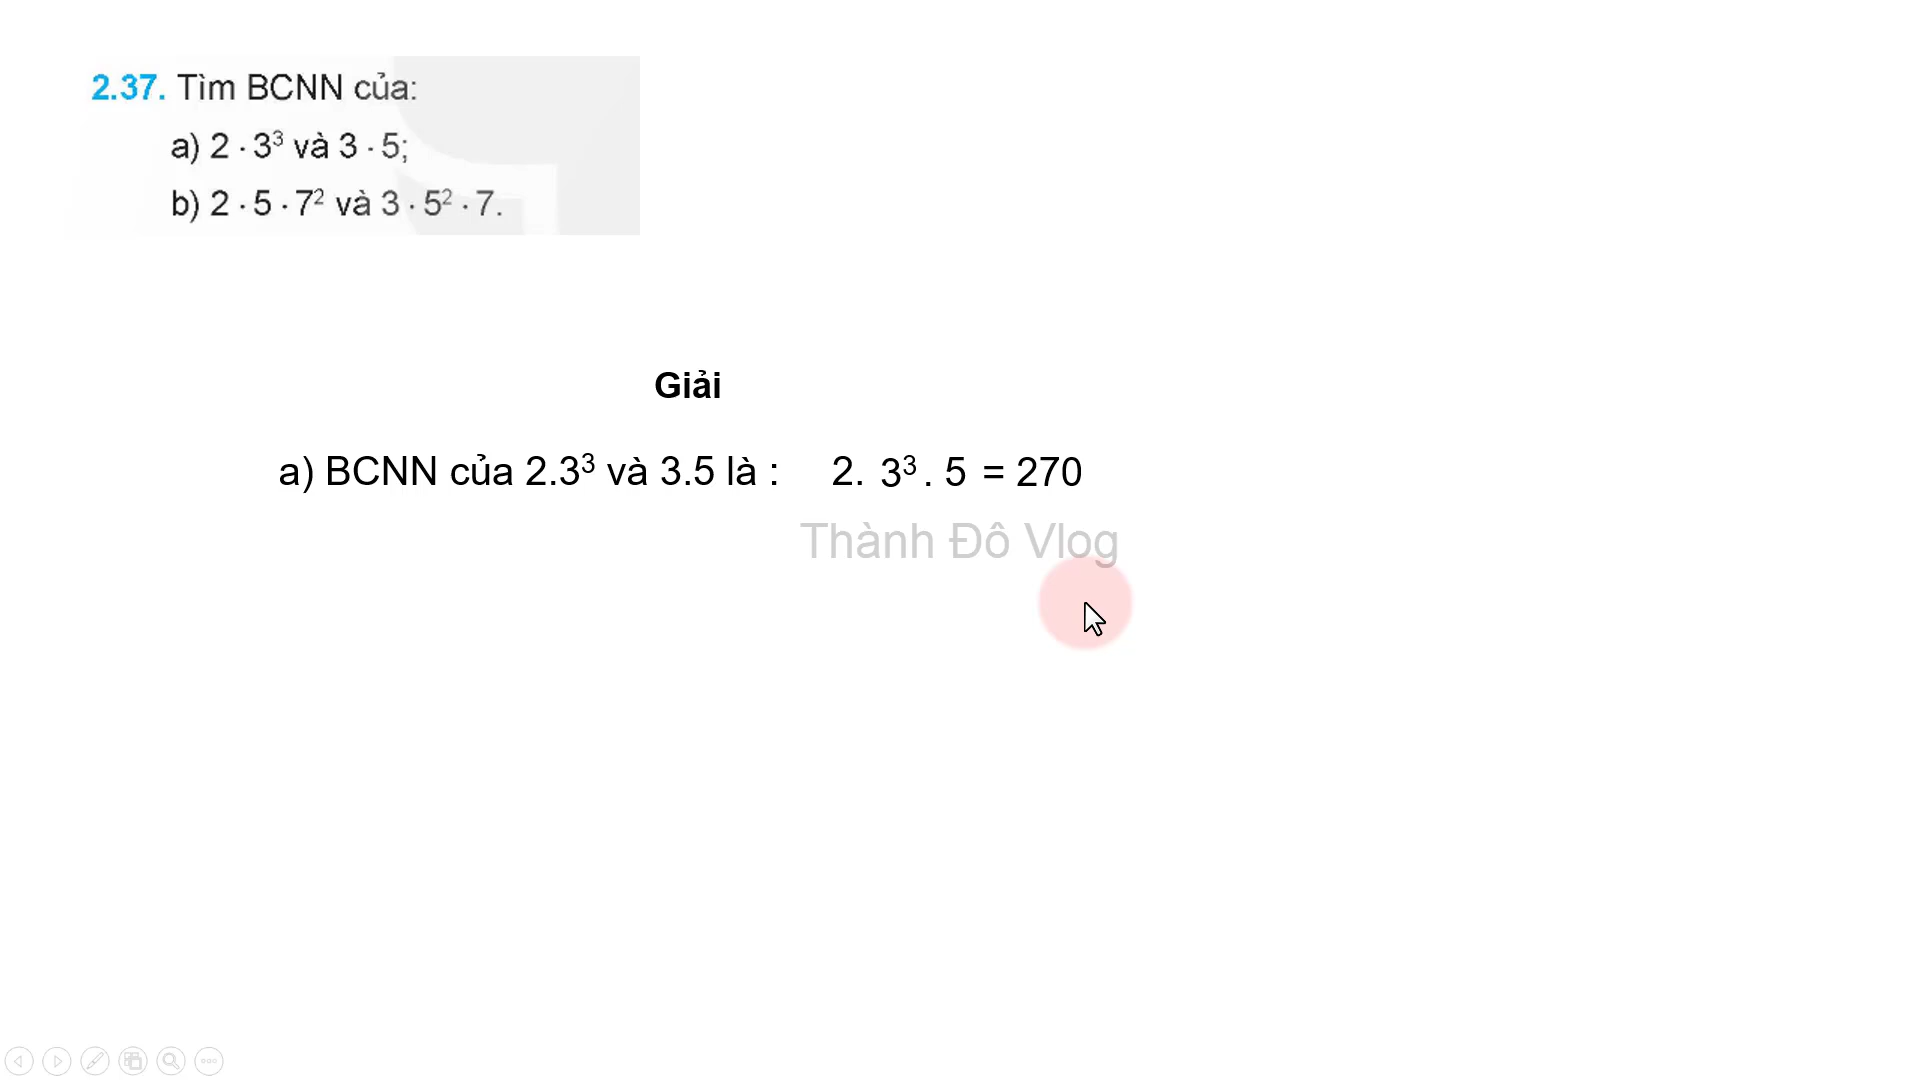 2.37. Tìm BCNN của:
a) 2 · 3³ và 3 · 5;
b) 2 · 5 · 7² và 3 · 5² · 7.
Giải
a) BCNN của 2.3³ và 3.5 là : 2. 3³ . 5 = 270
Thành Đô Vlog